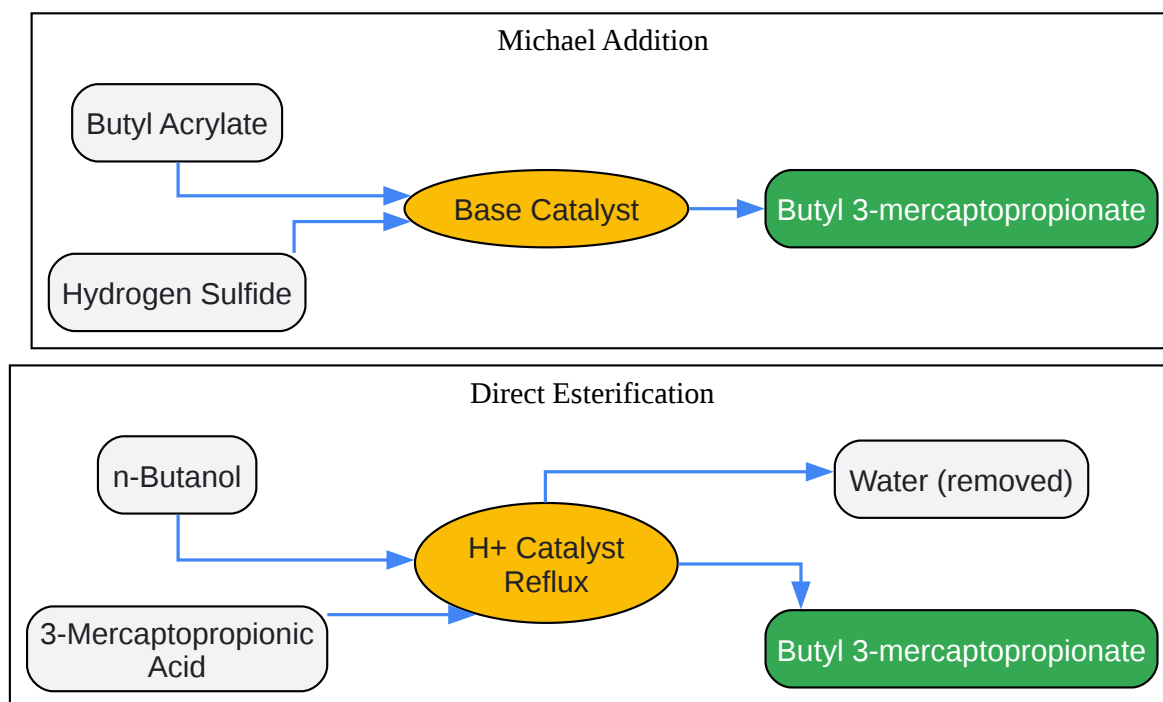 Michael Addition
Butyl Acrylate
Base Catalyst
Butyl 3-mercaptopropionate
Hydrogen Sulfide
Direct Esterification
n-Butanol
Water (removed)
H+ Catalyst
Reflux
3-Mercaptopropionic
Acid
Butyl 3-mercaptopropionate